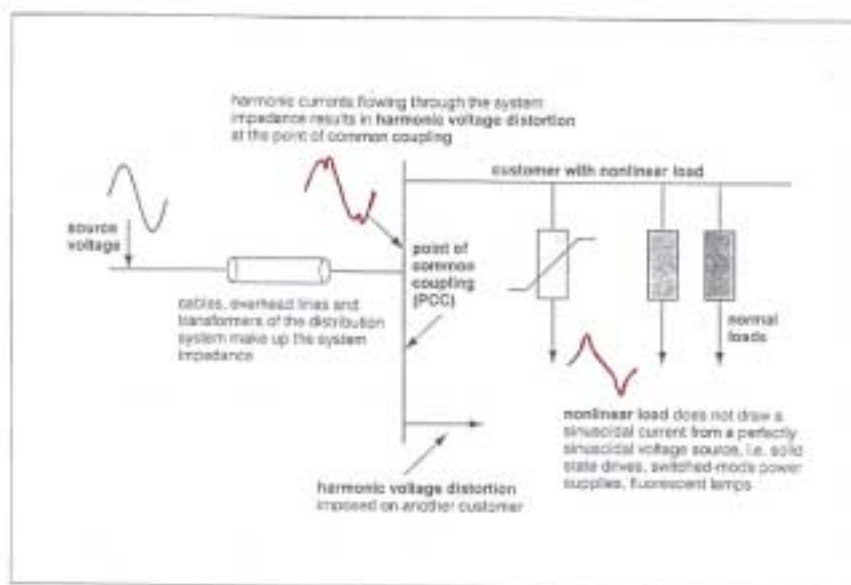 harmonic currents flowing through the system
impedance results in harmonic voltage distortion
at the point of common coupling
customer with nonlinear load
source
voltage
point of
common
coupling
(PCC)
cables, overhead lines and
transformers of the distribution
system make up the system
impedance
normal
loads
nonlinear load does not draw a
sinusoidal current from a perfectly
sinusoidal voltage source, i.e. solid
state drives, switched-mode power
supplies, fluorescent lamps
harmonic voltage distortion
imposed on another customer